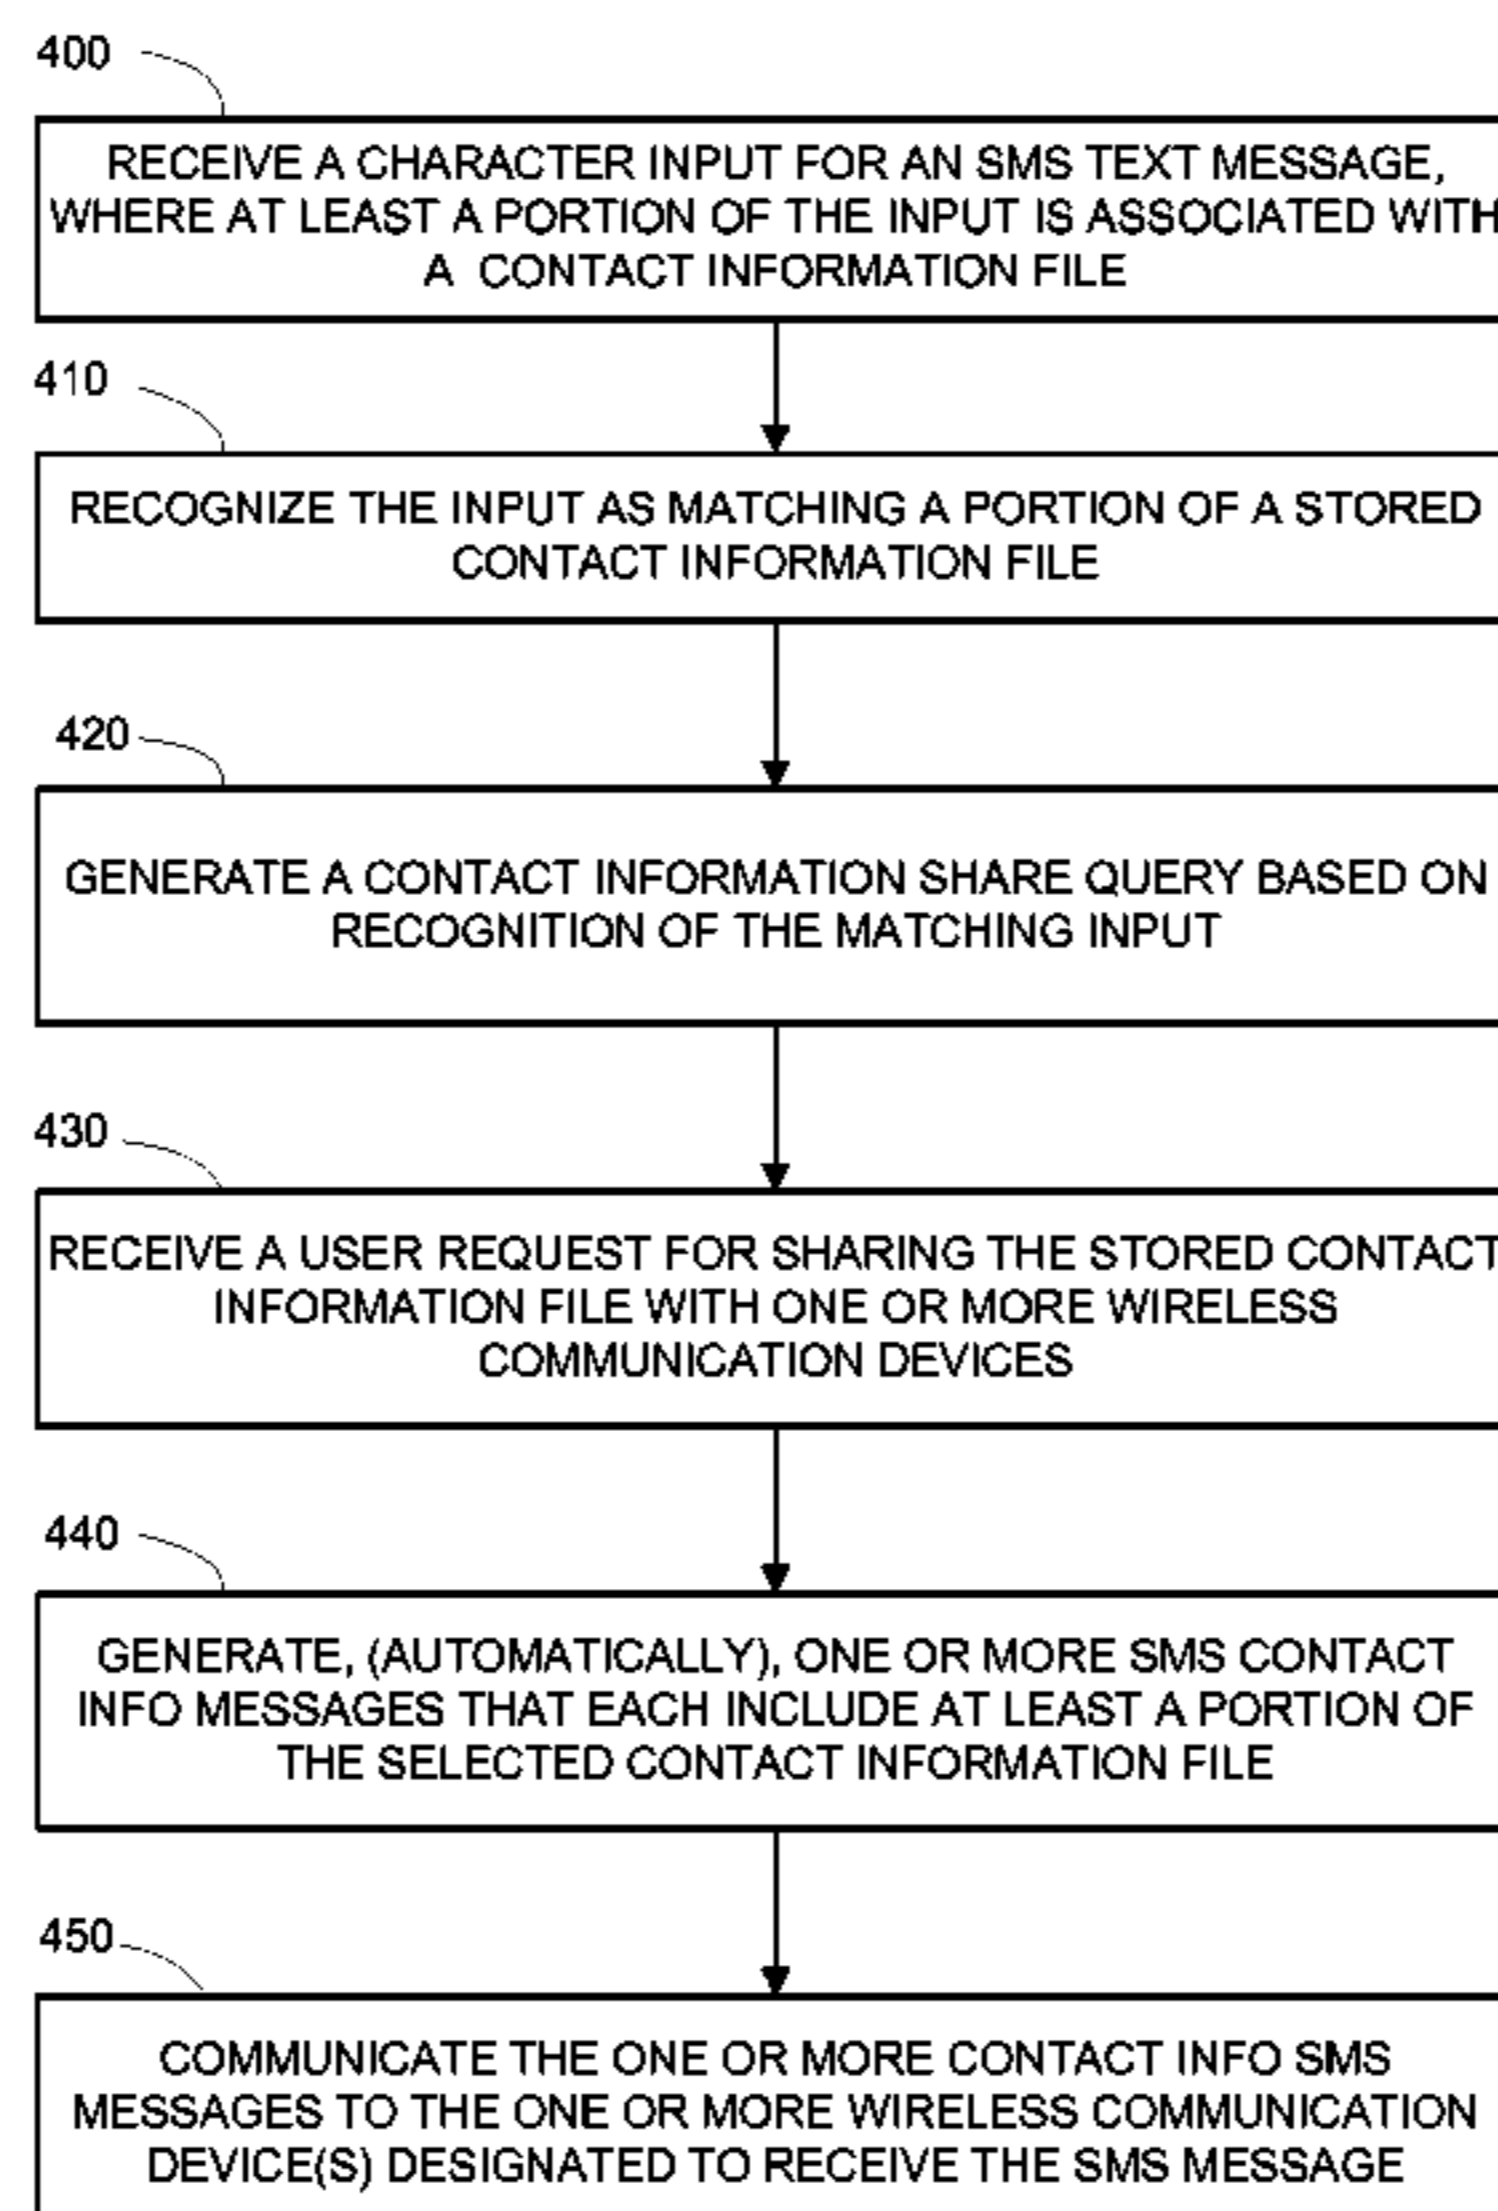 400
RECEIVE A CHARACTER INPUT FOR AN SMS TEXT MESSAGE,
WHERE AT LEAST A PORTION OF THE INPUT IS ASSOCIATED WITH
A CONTACT INFORMATION FILE
410
RECOGNIZE THE INPUT AS MATCHING A PORTION OF A STORED
CONTACT INFORMATION FILE
420
GENERATE A CONTACT INFORMATION SHARE QUERY BASED ON
RECOGNITION OF THE MATCHING INPUT
430
RECEIVE A USER REQUEST FOR SHARING THE STORED CONTACT
INFORMATION FILE WITH ONE OR MORE WIRELESS
COMMUNICATION DEVICES
440
GENERATE, (AUTOMATICALLY), ONE OR MORE SMS CONTACT
INFO MESSAGES THAT EACH INCLUDE AT LEAST A PORTION OF
THE SELECTED CONTACT INFORMATION FILE
450
COMMUNICATE THE ONE OR MORE CONTACT INFO SMS
MESSAGES TO THE ONE OR MORE WIRELESS COMMUNICATION
DEVICE(S) DESIGNATED TO RECEIVE THE SMS MESSAGE